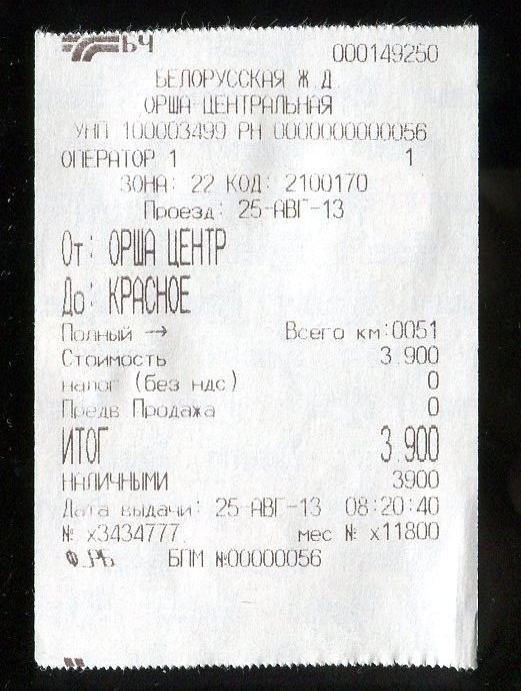 БЧ 000149250
БЕЛОРУССКАЯ Ж Д
ОРША-ЦЕНТРАЛЬНАЯ
УНП 100003499 РН 0000000000056
ОПЕРАТОР 1 1
ЗОНА: 22 КОД: 2100170
Проезд: 25-АВГ-13
От: ОРША ЦЕНТР
До: КРАСНОЕ
Полный → Всего км:0051
Стоимость 3.900
налог (без ндс) 0
Предв Продажа 0
ИТОГ 3.900
НАЛИЧНЫМИ 3900
Дата выдачи: 25-АВГ-13 08:20:40
№ х3434777 мес № х11800
БПМ №00000056